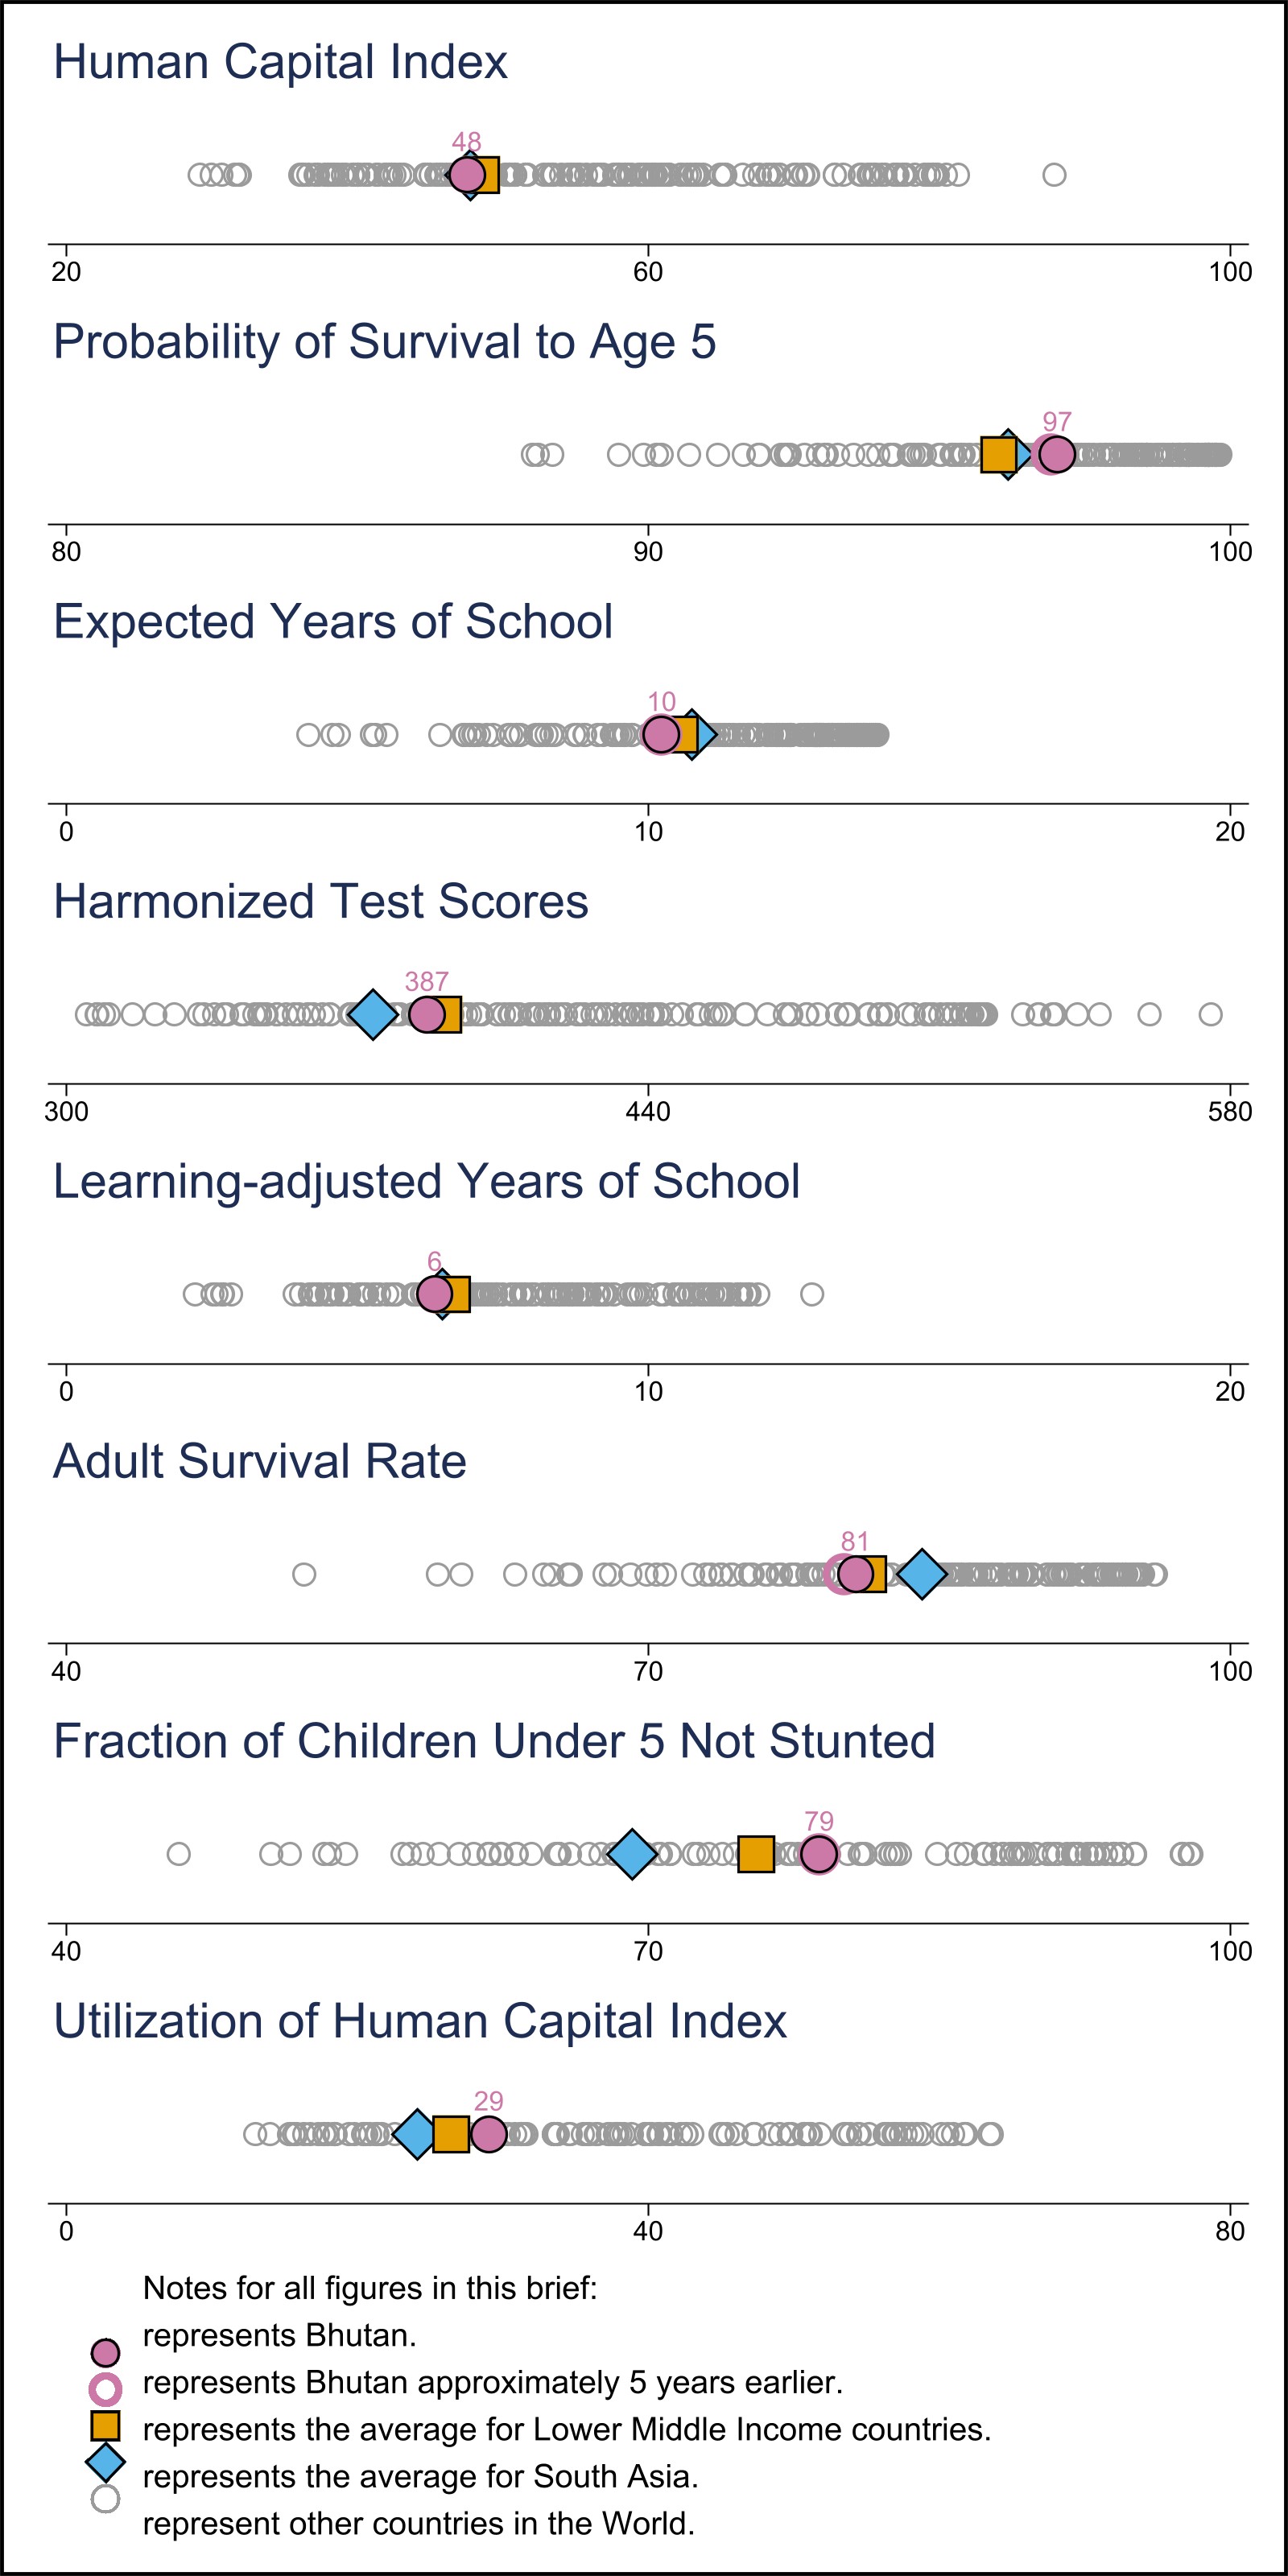 Human Capital Index
48
20 60 100
Probability of Survival to Age 5
97
80 90 100
Expected Years of School
10
0 10 20
Harmonized Test Scores
387
300 440 580
Learning-adjusted Years of School
6
0 10 20
Adult Survival Rate
81
40 70 100
Fraction of Children Under 5 Not Stunted
79
40 70 100
Utilization of Human Capital Index
29
0 40 80
Notes for all figures in this brief:
represents Bhutan.
represents Bhutan approximately 5 years earlier.
represents the average for Lower Middle Income countries.
represents the average for South Asia.
represent other countries in the World.